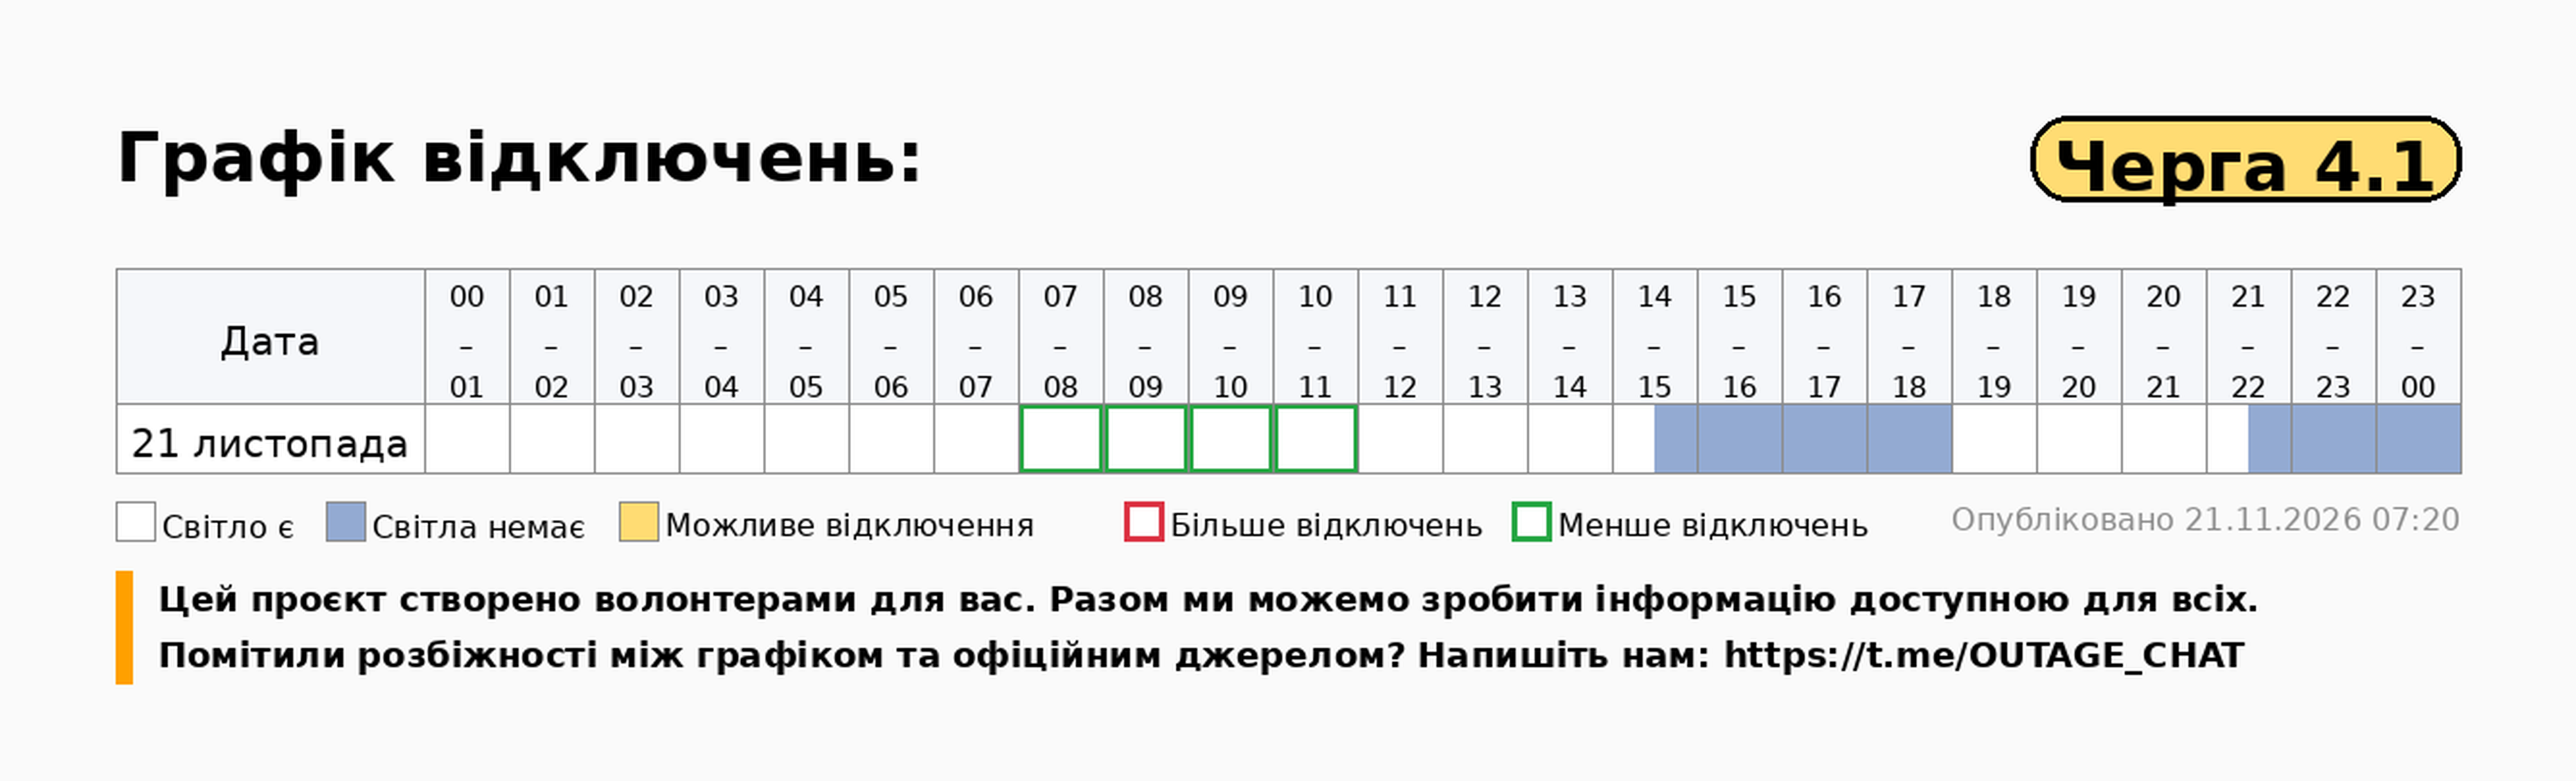 Графік відключень:
Черга 4.1
Дата
00 – 01
01 – 02
02 – 03
03 – 04
04 – 05
05 – 06
06 – 07
07 – 08
08 – 09
09 – 10
10 – 11
11 – 12
12 – 13
13 – 14
14 – 15
15 – 16
16 – 17
17 – 18
18 – 19
19 – 20
20 – 21
21 – 22
22 – 23
23 – 00
21 листопада
Світло є
Світла немає
Можливе відключення
Більше відключень
Менше відключень
Опубліковано 21.11.2026 07:20
Цей проєкт створено волонтерами для вас. Разом ми можемо зробити інформацію доступною для всіх.
Помітили розбіжності між графіком та офіційним джерелом? Напишіть нам: https://t.me/OUTAGE_CHAT